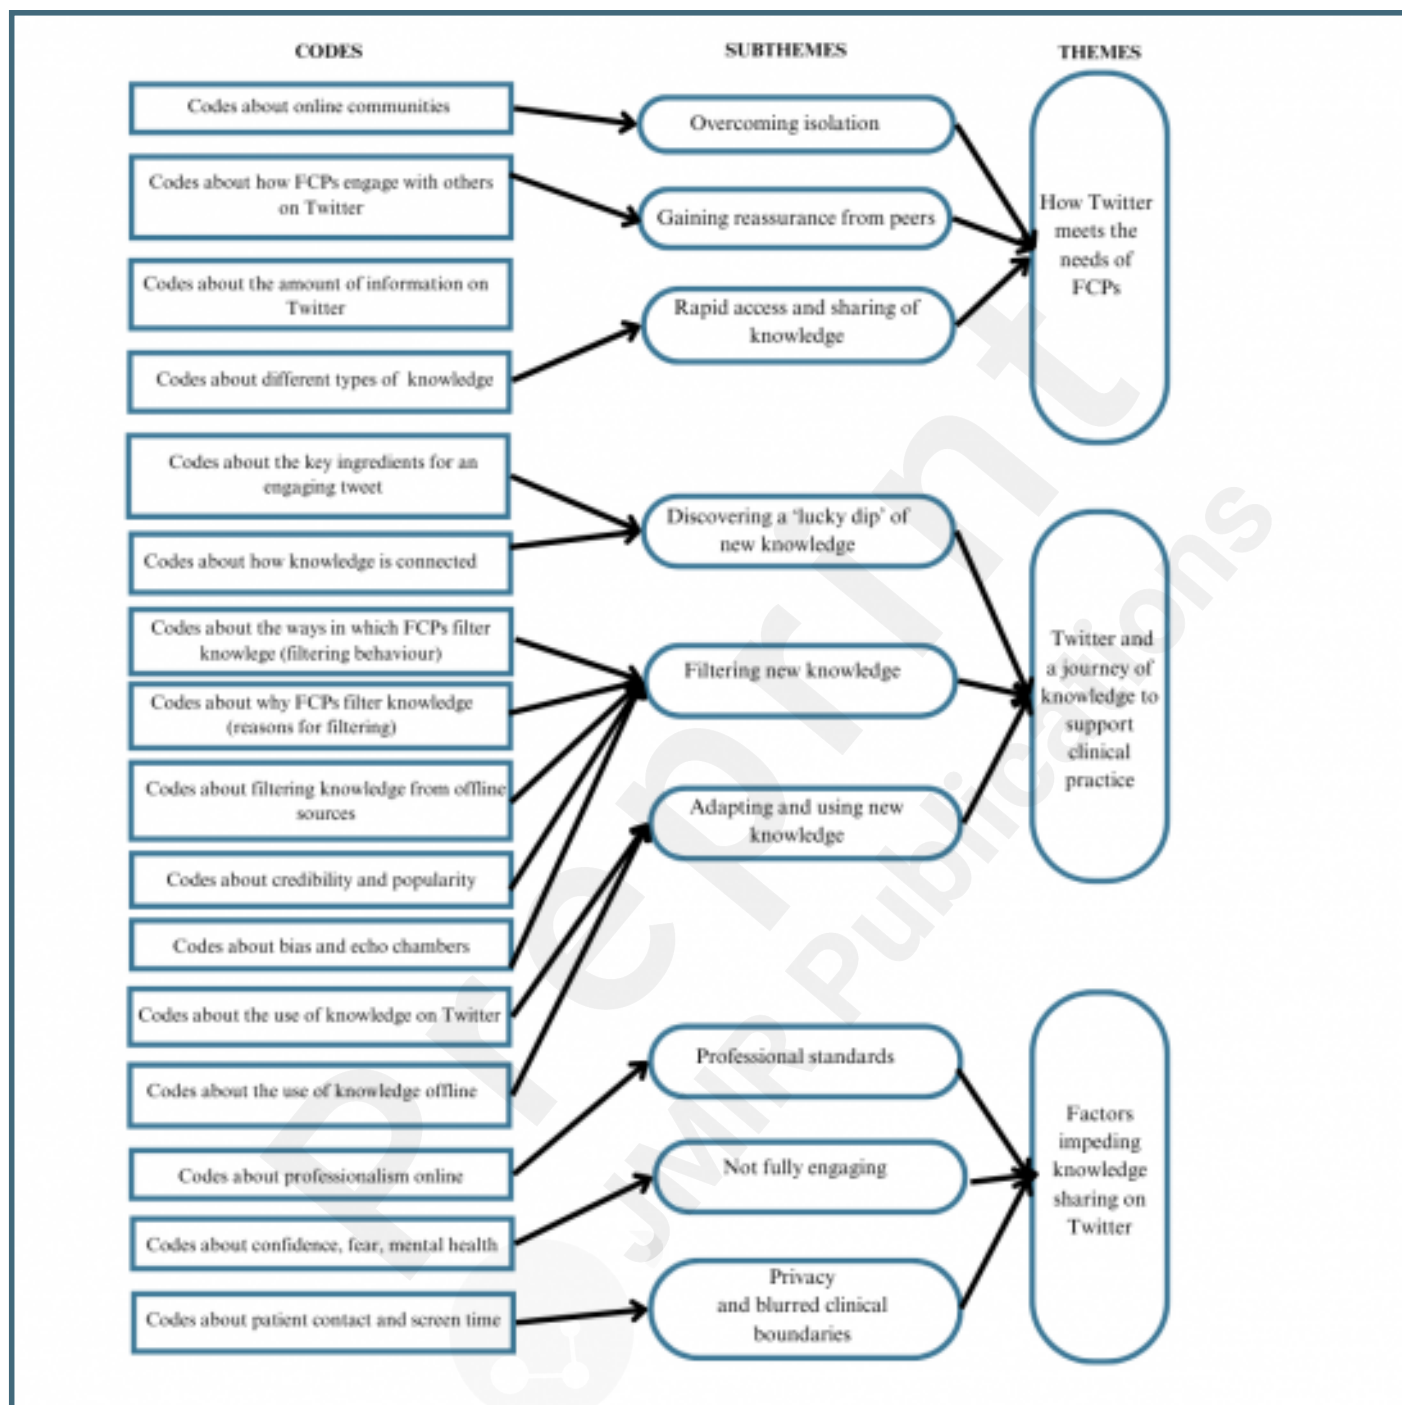 CODES
SUBTHEMES
THEMES
Codes about online communities
Codes about how FCPs engage with others
on Twitter
Codes about the amount of information on
Twitter
Codes about different types of knowledge
Codes about the key ingredients for an
engaging tweet
Codes about how knowledge is connected
Codes about the ways in which FCPs filter
knowlege (filtering behaviour)
Codes about why FCPs filter knowledge
(reasons for filtering)
Codes about filtering knowledge from offline
sources
Codes about credibility and popularity
Codes about bias and echo chambers
Codes about the use of knowledge on Twitter
Codes about the use of knowledge offline
Codes about professionalism online
Codes about confidence, fear, mental health
Codes about patient contact and screen time
Overcoming isolation
Gaining reassurance from peers
Rapid access and sharing of
knowledge
Discovering a ‘lucky dip’ of
new knowledge
Filtering new knowledge
Adapting and using new
knowledge
Professional standards
Not fully engaging
Privacy
and blurred clinical
boundaries
How Twitter
meets the
needs of
FCPs
Twitter and
a journey of
knowledge to
support
clinical
practice
Factors
impeding
knowledge
sharing on
Twitter
Preprint
JMIR Publications